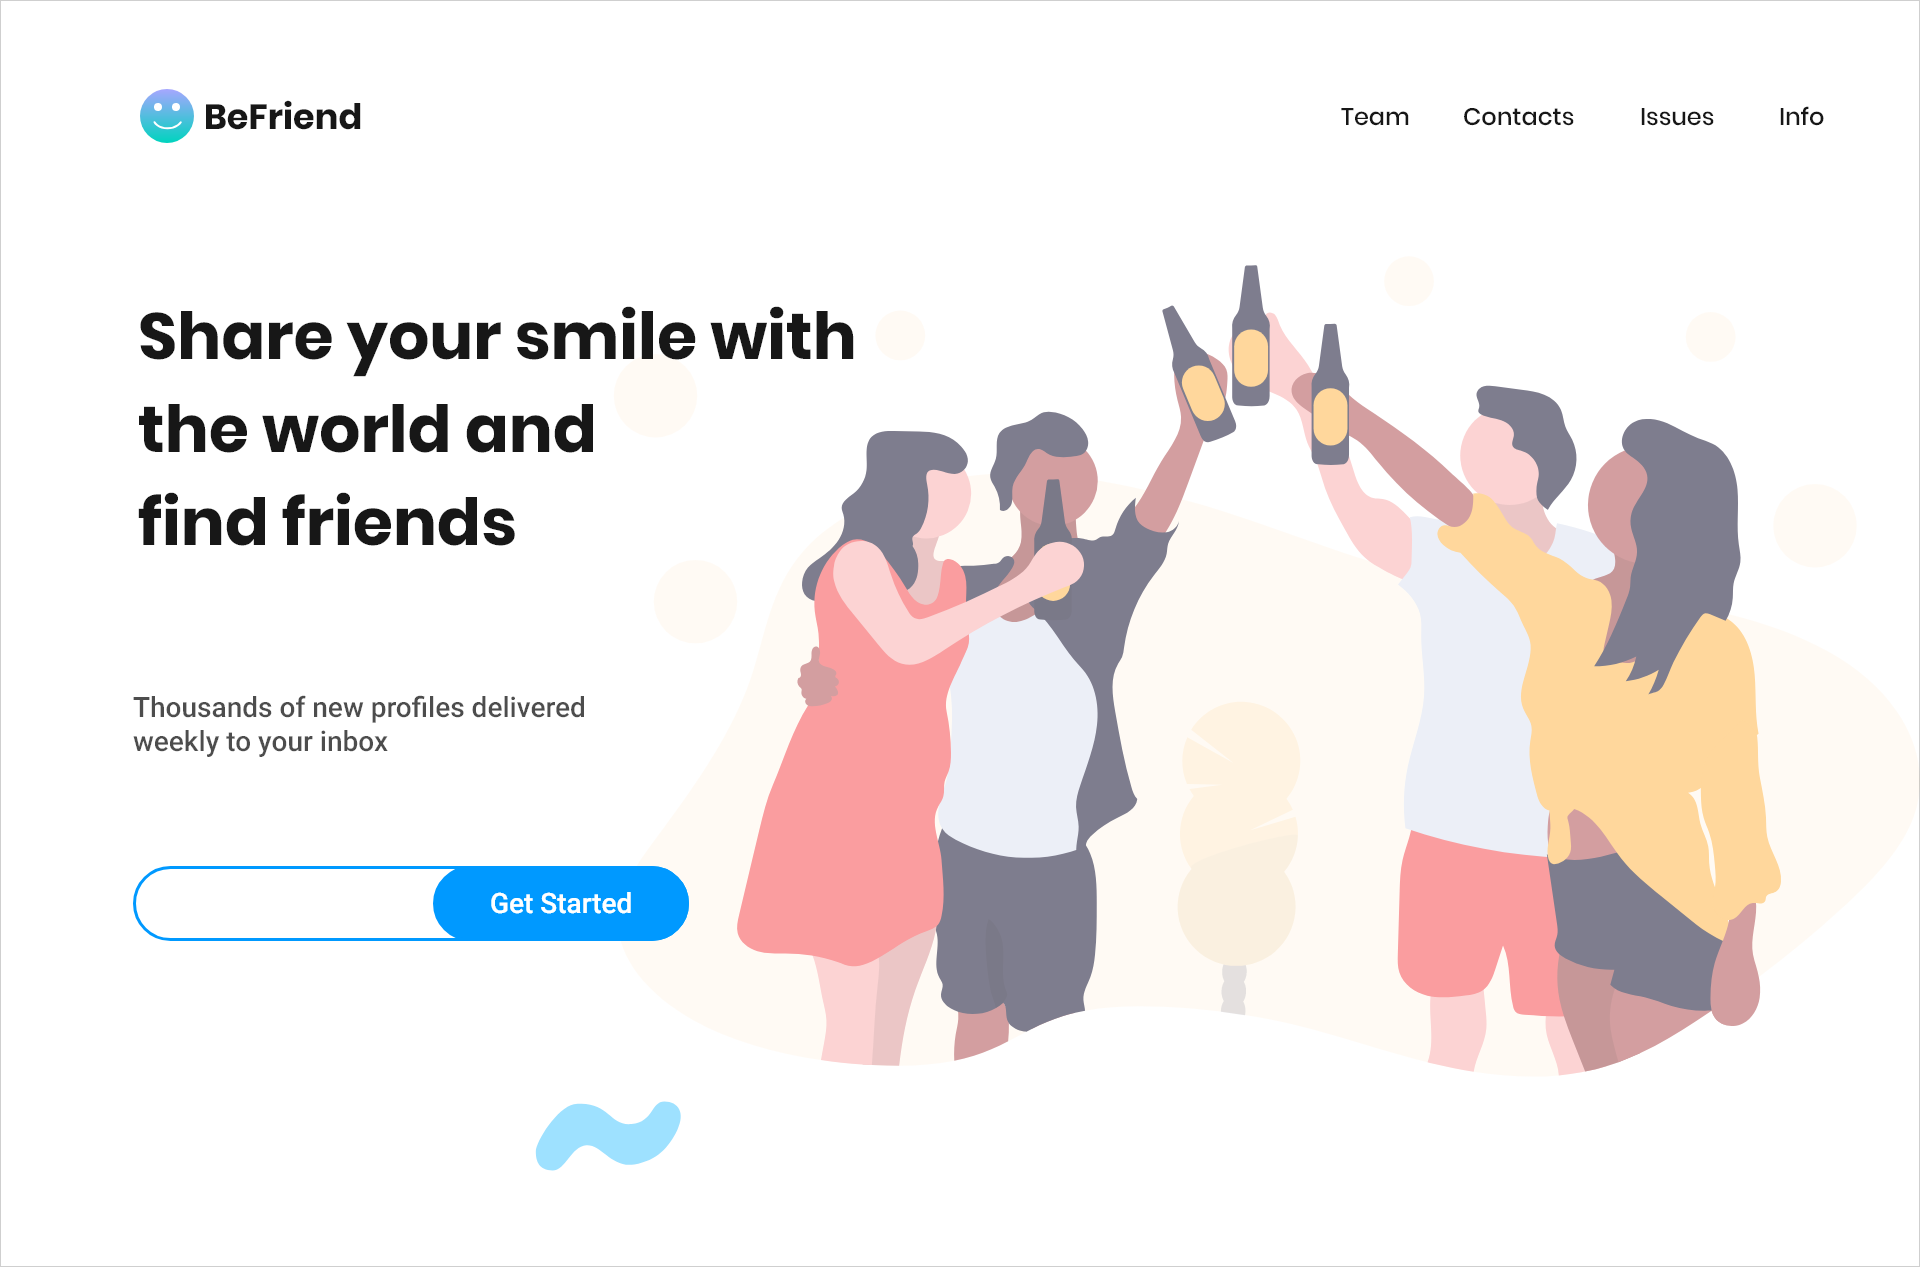 BeFriend
Team Contacts Issues Info
Share your smile with
the world and
find friends
Thousands of new profiles delivered
weekly to your inbox
Get Started